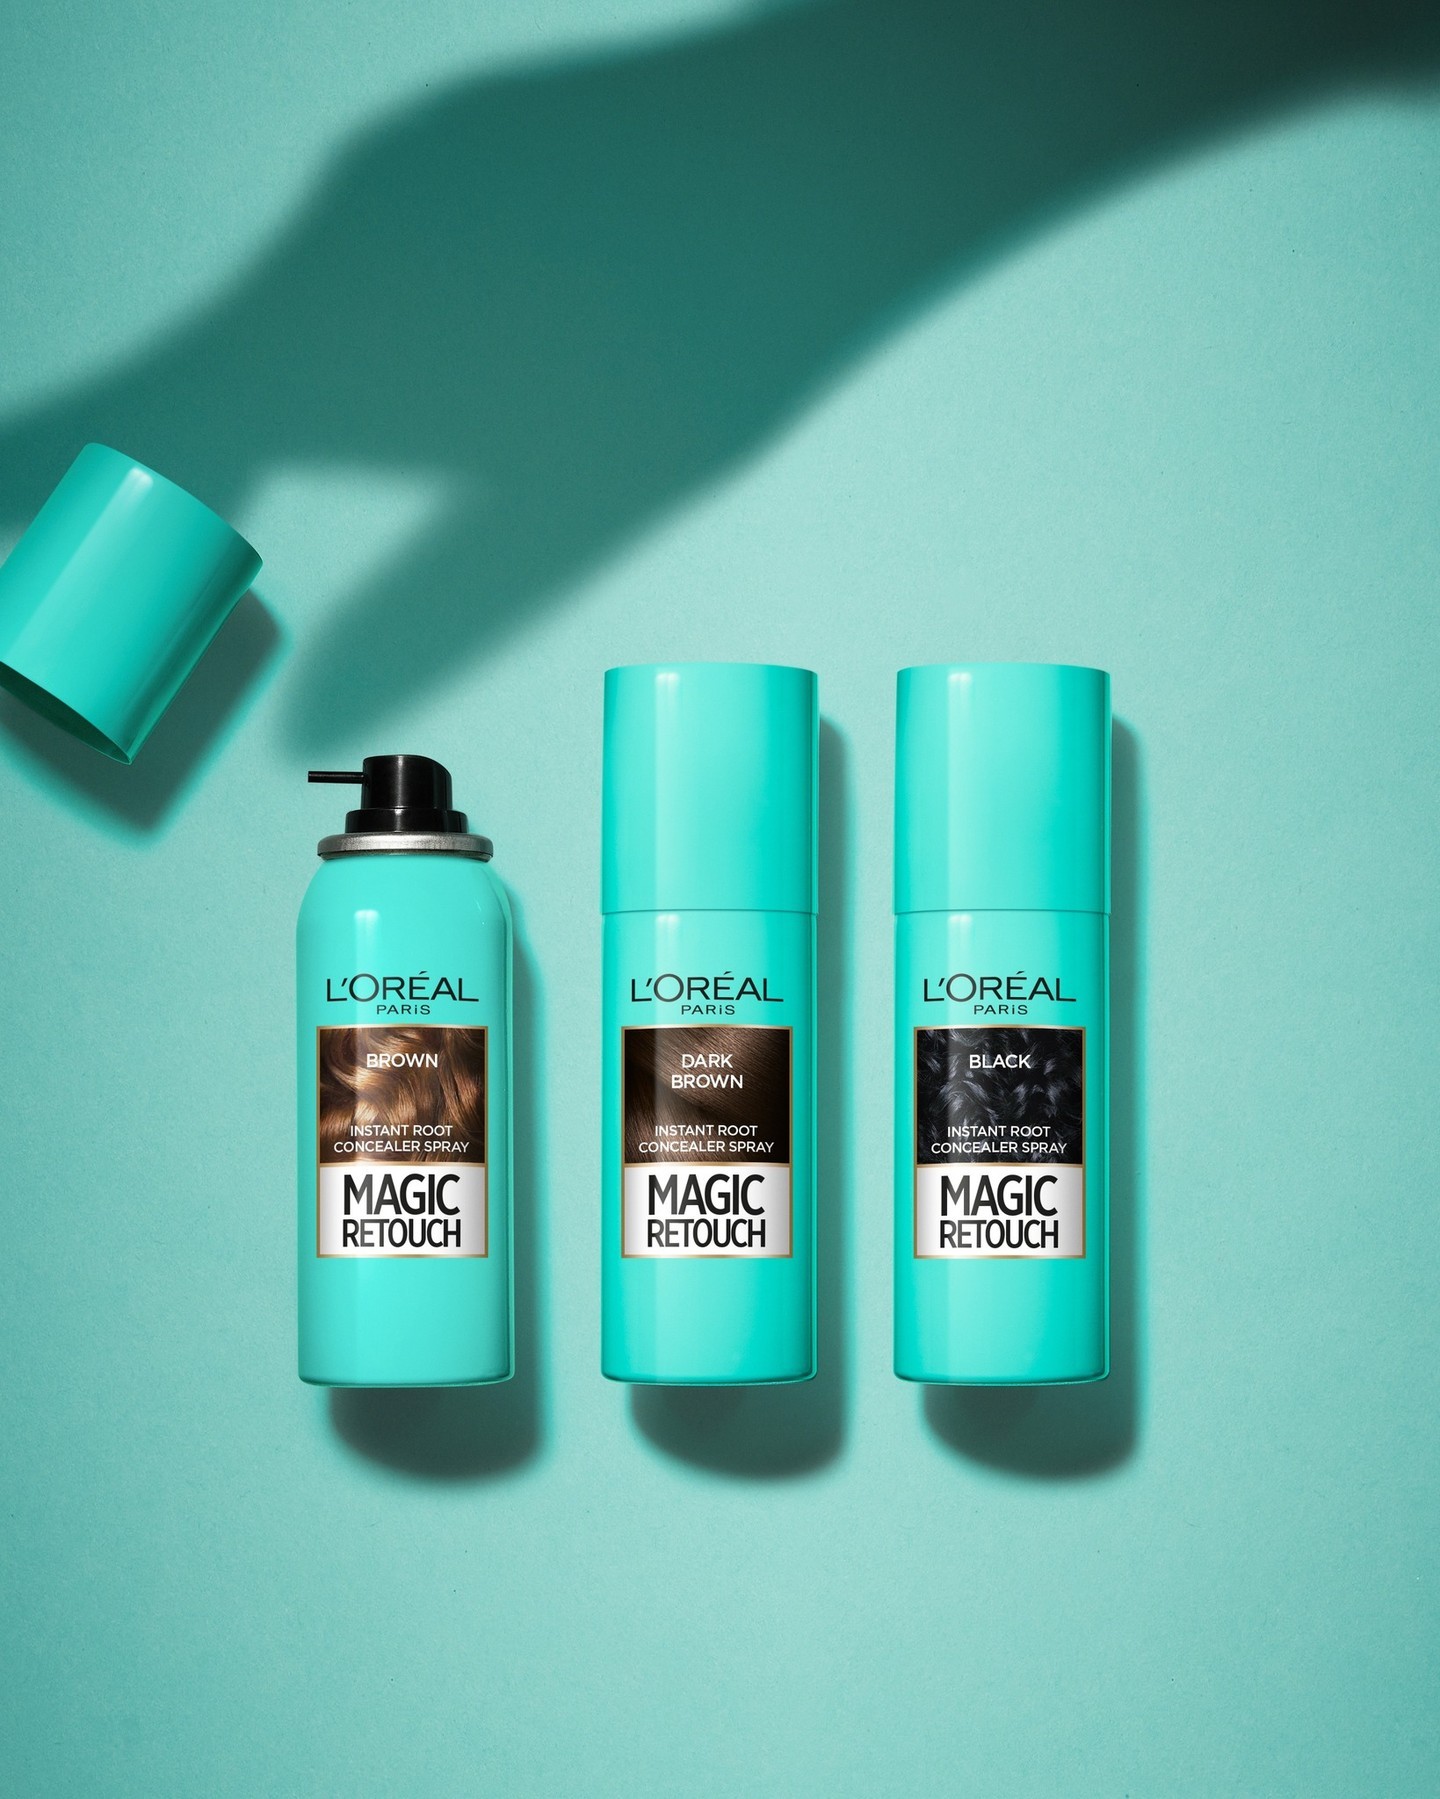 L'ORÉAL
PARiS
BROWN
INSTANT ROOT
CONCEALER SPRAY
MAGIC
RETOUCH
L'ORÉAL
PARiS
DARK
BROWN
INSTANT ROOT
CONCEALER SPRAY
MAGIC
RETOUCH
L'ORÉAL
PARiS
BLACK
INSTANT ROOT
CONCEALER SPRAY
MAGIC
RETOUCH